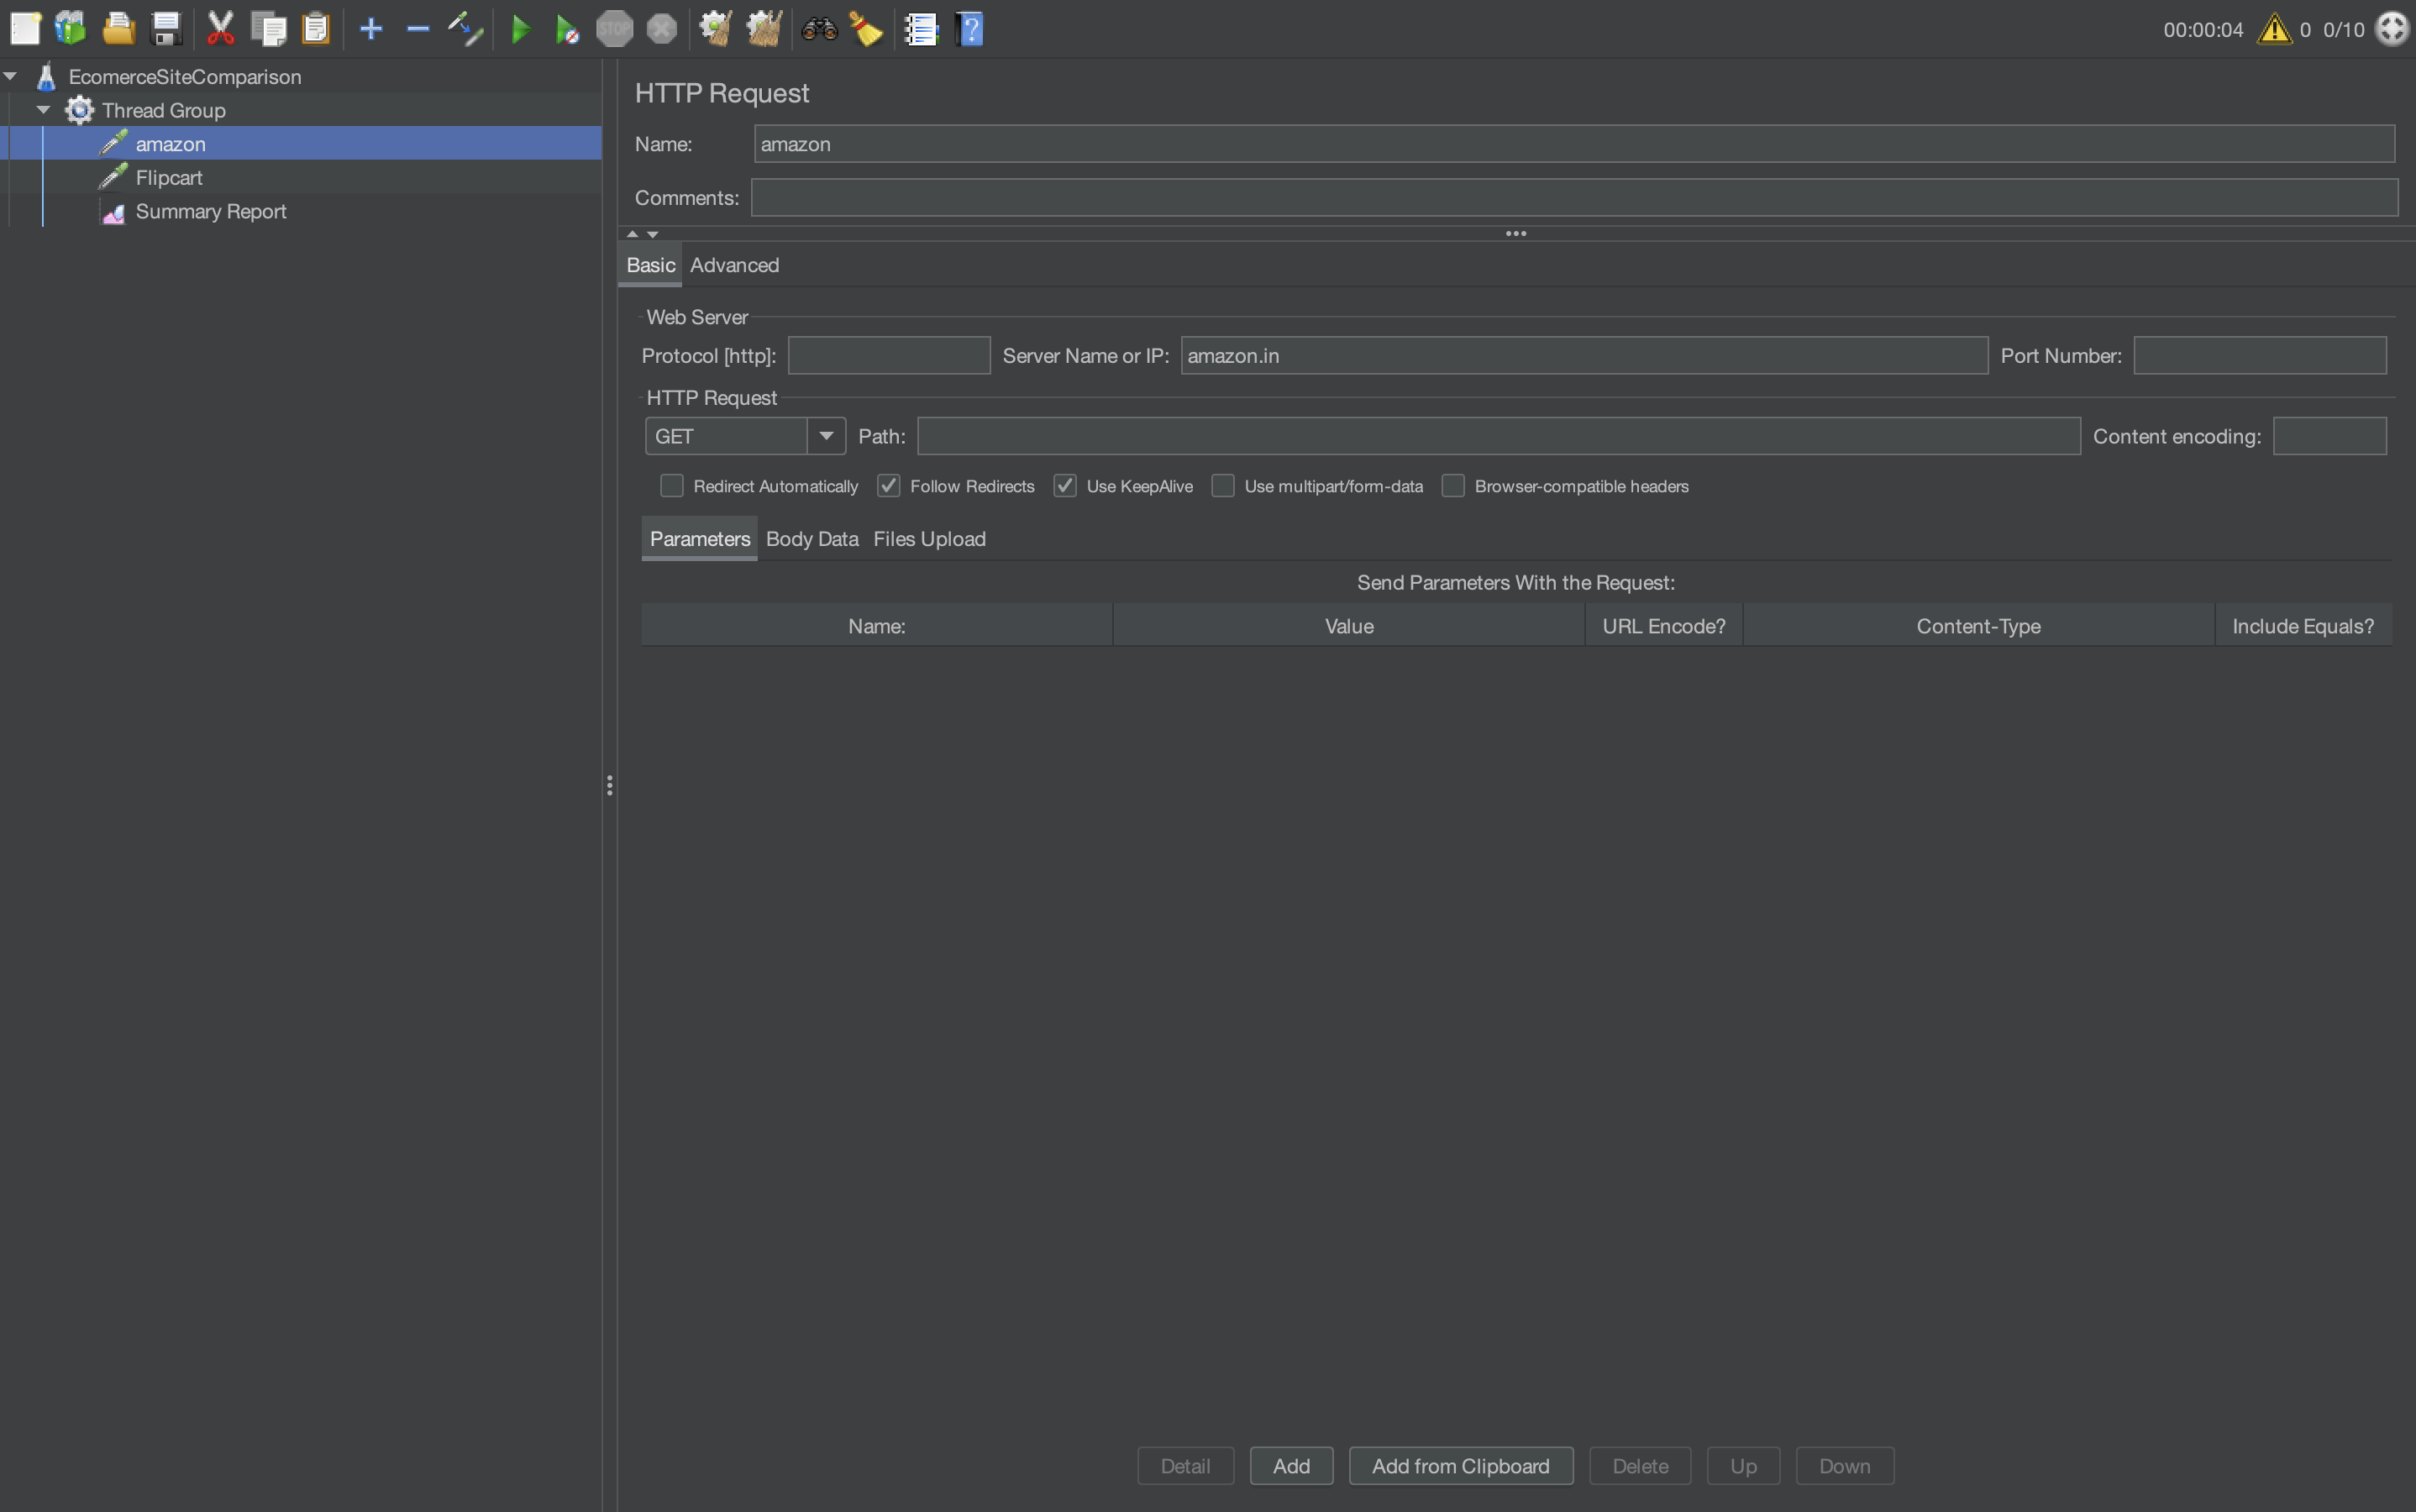 STOP
00:00:04 0 0/10
EcomerceSiteComparison
Thread Group
amazon
Flipcart
Summary Report
HTTP Request
Name: amazon
Comments:
Basic Advanced
Web Server
Protocol [http]: Server Name or IP: amazon.in Port Number:
HTTP Request
GET Path: Content encoding:
Redirect Automatically Follow Redirects Use KeepAlive Use multipart/form-data Browser-compatible headers
Parameters Body Data Files Upload
Send Parameters With the Request:
Name: Value URL Encode? Content-Type Include Equals?
Detail Add Add from Clipboard Delete Up Down